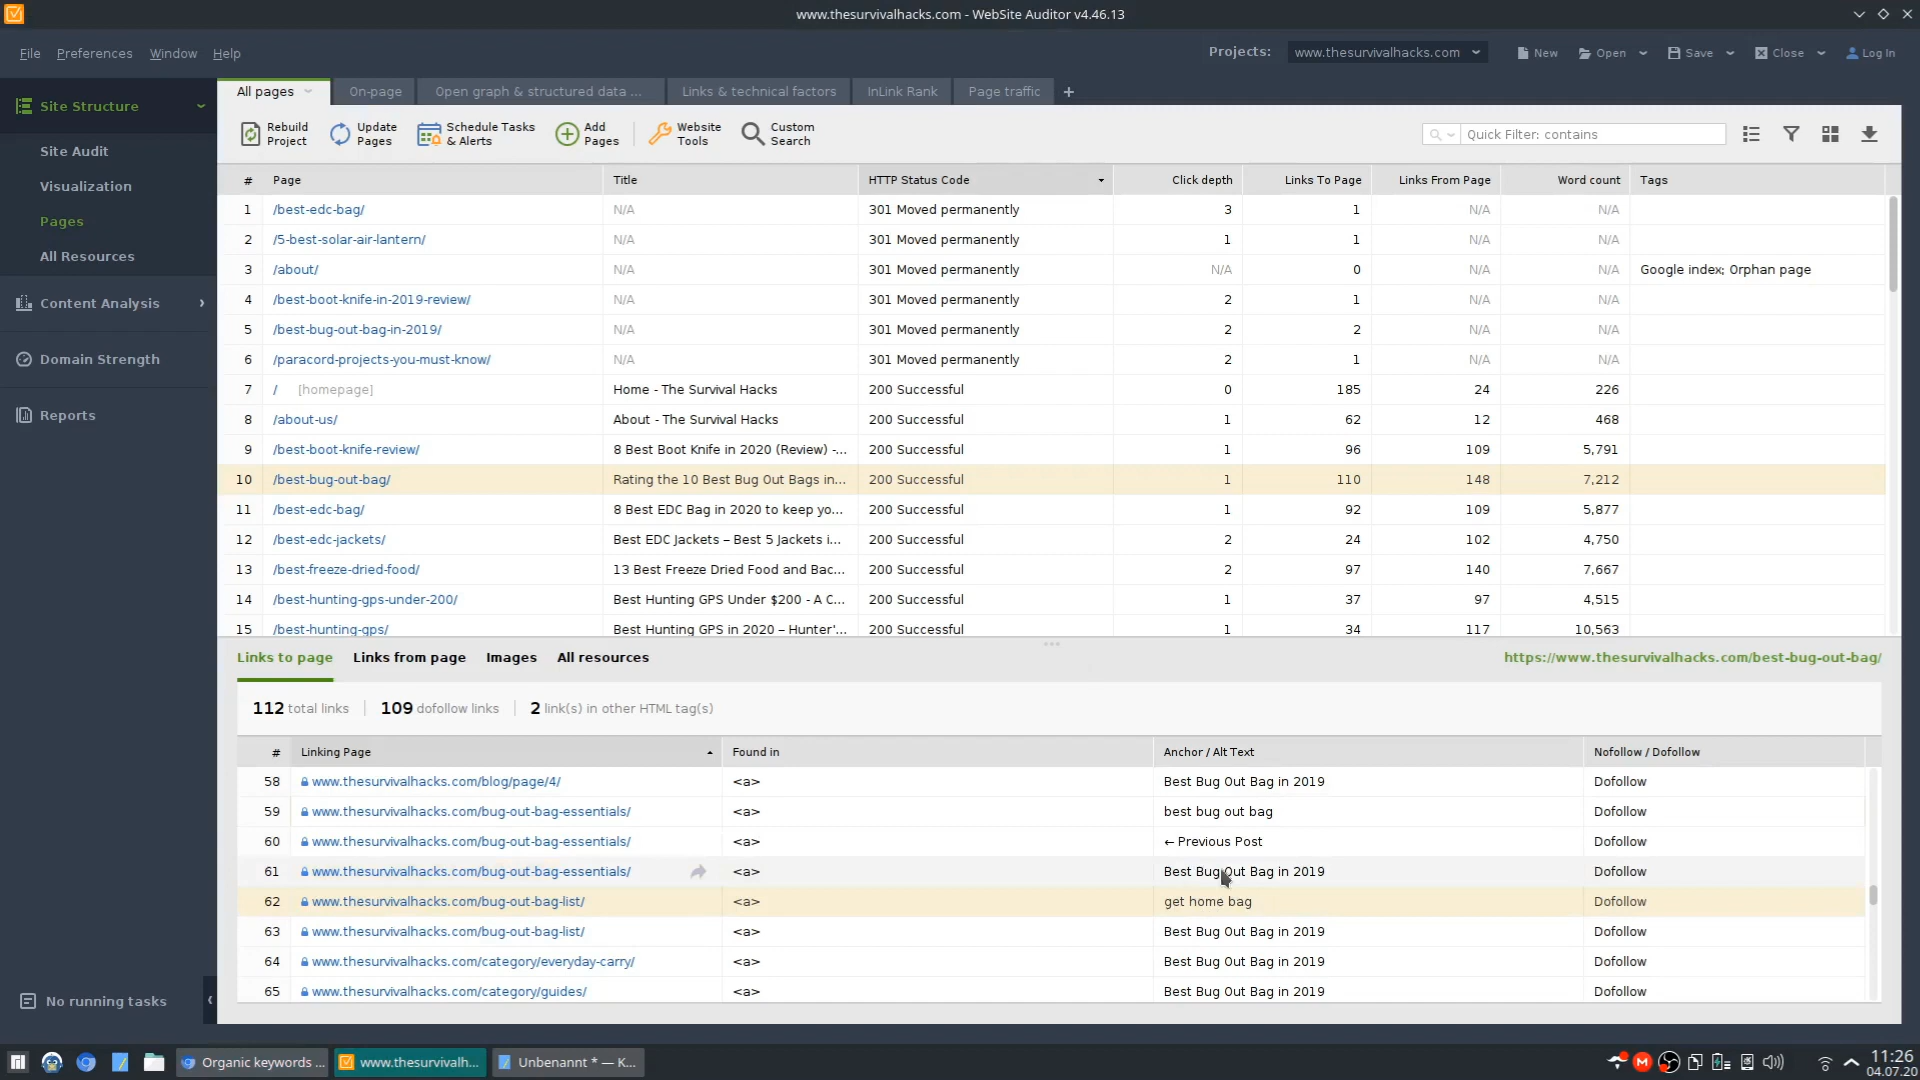 www.thesurvivalhacks.com - WebSite Auditor v4.46.13
File Preferences Window Help
Projects: www.thesurvivalhacks.com New Open Save Close Log In
Site Structure
Site Audit
Visualization
Pages
All Resources
Content Analysis
Domain Strength
Reports
No running tasks
All pages On-page Open graph & structured data ... Links & technical factors InLink Rank Page traffic +
Rebuild Project Update Pages Schedule Tasks & Alerts Add Pages Website Tools Custom Search Quick Filter: contains
# Page Title HTTP Status Code Click depth Links To Page Links From Page Word count Tags
1 /best-edc-bag/ N/A 301 Moved permanently 3 1 N/A N/A
2 /5-best-solar-air-lantern/ N/A 301 Moved permanently 1 1 N/A N/A
3 /about/ N/A 301 Moved permanently N/A 0 N/A N/A Google index; Orphan page
4 /best-boot-knife-in-2019-review/ N/A 301 Moved permanently 2 1 N/A N/A
5 /best-bug-out-bag-in-2019/ N/A 301 Moved permanently 2 2 N/A N/A
6 /paracord-projects-you-must-know/ N/A 301 Moved permanently 2 1 N/A N/A
7 / [homepage] Home - The Survival Hacks 200 Successful 0 185 24 226
8 /about-us/ About - The Survival Hacks 200 Successful 1 62 12 468
9 /best-boot-knife-review/ 8 Best Boot Knife in 2020 (Review) -... 200 Successful 1 96 109 5,791
10 /best-bug-out-bag/ Rating the 10 Best Bug Out Bags in... 200 Successful 1 110 148 7,212
11 /best-edc-bag/ 8 Best EDC Bag in 2020 to keep yo... 200 Successful 1 92 109 5,877
12 /best-edc-jackets/ Best EDC Jackets – Best 5 Jackets i... 200 Successful 2 24 102 4,750
13 /best-freeze-dried-food/ 13 Best Freeze Dried Food and Bac... 200 Successful 2 97 140 7,667
14 /best-hunting-gps-under-200/ Best Hunting GPS Under $200 - A C... 200 Successful 1 37 97 4,515
15 /best-hunting-gps/ Best Hunting GPS in 2020 – Hunter'... 200 Successful 1 34 117 10,563
Links to page Links from page Images All resources https://www.thesurvivalhacks.com/best-bug-out-bag/
112 total links 109 dofollow links 2 link(s) in other HTML tag(s)
# Linking Page Found in Anchor / Alt Text Nofollow / Dofollow
58 www.thesurvivalhacks.com/blog/page/4/ <a> Best Bug Out Bag in 2019 Dofollow
59 www.thesurvivalhacks.com/bug-out-bag-essentials/ <a> best bug out bag Dofollow
60 www.thesurvivalhacks.com/bug-out-bag-essentials/ <a> ← Previous Post Dofollow
61 www.thesurvivalhacks.com/bug-out-bag-essentials/ <a> Best Bug Out Bag in 2019 Dofollow
62 www.thesurvivalhacks.com/bug-out-bag-list/ <a> get home bag Dofollow
63 www.thesurvivalhacks.com/bug-out-bag-list/ <a> Best Bug Out Bag in 2019 Dofollow
64 www.thesurvivalhacks.com/category/everyday-carry/ <a> Best Bug Out Bag in 2019 Dofollow
65 www.thesurvivalhacks.com/category/guides/ <a> Best Bug Out Bag in 2019 Dofollow
Organic keywords ... www.thesurvivalh... Unbenannt * — K... 11:26
04.07.20